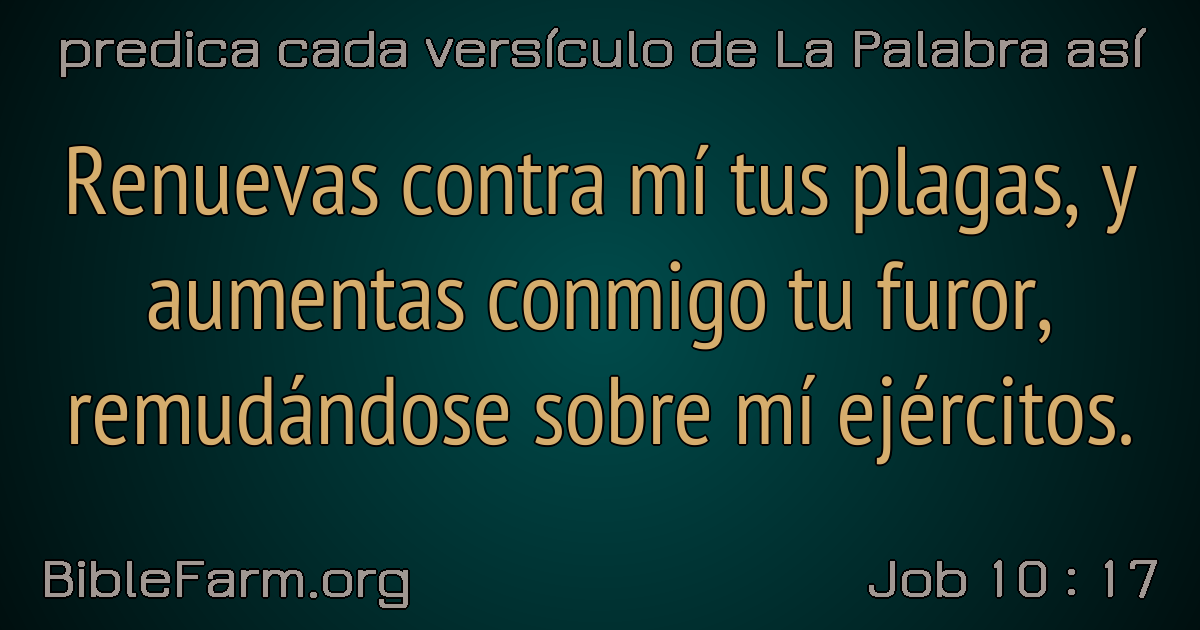 predica cada versículo de La Palabra así
Renuevas contra mí tus plagas, y
aumentas conmigo tu furor,
remudándose sobre mí ejércitos.
BibleFarm.org
Job 10 : 17